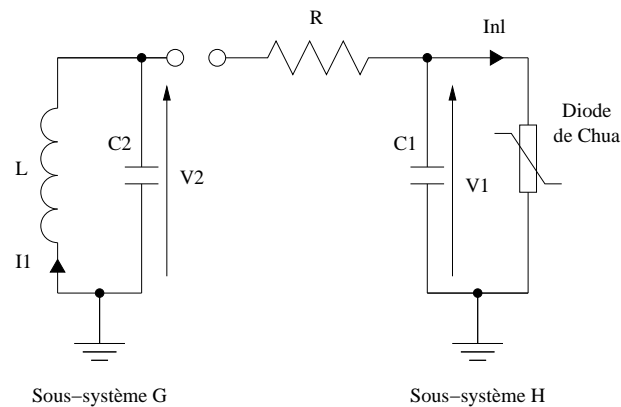 R
Inl
Diode
de Chua
C2
C1
L
V2
V1
I1
Sous−système G
Sous−système H